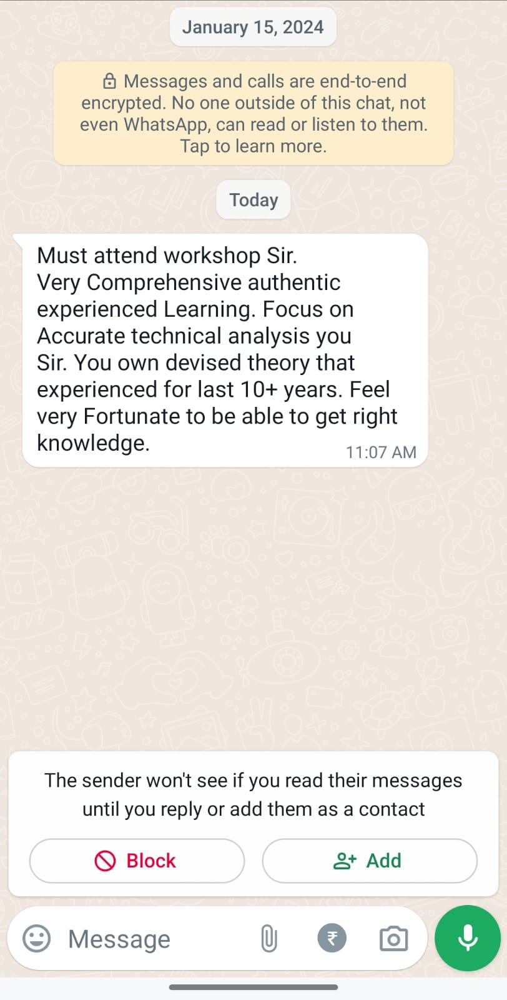 January 15, 2024
Messages and calls are end-to-end
encrypted. No one outside of this chat, not
even WhatsApp, can read or listen to them.
Tap to learn more.
Today
Must attend workshop Sir.
Very Comprehensive authentic
experienced Learning. Focus on
Accurate technical analysis you
Sir. You own devised theory that
experienced for last 10+ years. Feel
very Fortunate to be able to get right
knowledge.
11:07 AM
The sender won't see if you read their messages
until you reply or add them as a contact
Block
Add
Message
₹